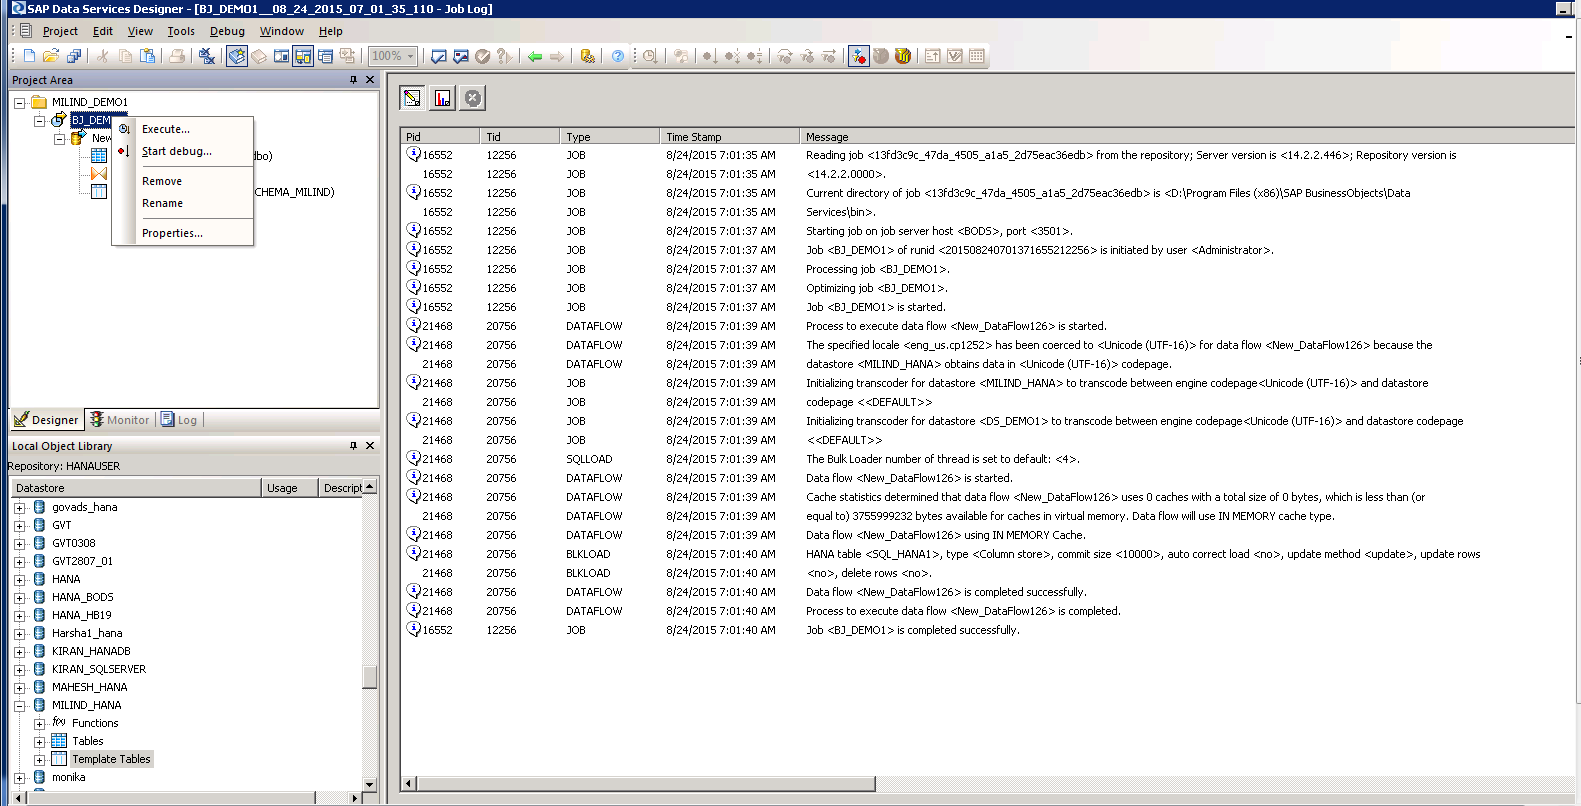 SAP Data Services Designer - [BJ_DEMO1__08_24_2015_07_01_35_110 - Job Log]
Project Edit View Tools Debug Window Help
100%
Project Area
MILIND_DEMO1
BJ_DEM
New
dbo)
CHEMA_MILIND)
Execute...
Start debug...
Remove
Rename
Properties...
Designer Monitor Log
Local Object Library
Repository: HANAUSER
Datastore Usage Descript
govads_hana
GVT
GVT0308
GVT2807_01
HANA
HANA_BODS
HANA_HB19
Harsha1_hana
KIRAN_HANADB
KIRAN_SQLSERVER
MAHESH_HANA
MILIND_HANA
f(x) Functions
Tables
Template Tables
monika
Pid Tid Type Time Stamp Message
16552 12256 JOB 8/24/2015 7:01:35 AM Reading job <13fd3c9c_47da_4505_a1a5_2d75eac36edb> from the repository; Server version is <14.2.2.446>; Repository version is
16552 12256 JOB 8/24/2015 7:01:35 AM <14.2.2.0000>.
16552 12256 JOB 8/24/2015 7:01:35 AM Current directory of job <13fd3c9c_47da_4505_a1a5_2d75eac36edb> is <D:\Program Files (x86)\SAP BusinessObjects\Data
16552 12256 JOB 8/24/2015 7:01:35 AM Services\bin>.
16552 12256 JOB 8/24/2015 7:01:37 AM Starting job on job server host <BODS>, port <3501>.
16552 12256 JOB 8/24/2015 7:01:37 AM Job <BJ_DEMO1> of runid <201508240701371655212256> is initiated by user <Administrator>.
16552 12256 JOB 8/24/2015 7:01:37 AM Processing job <BJ_DEMO1>.
16552 12256 JOB 8/24/2015 7:01:37 AM Optimizing job <BJ_DEMO1>.
16552 12256 JOB 8/24/2015 7:01:37 AM Job <BJ_DEMO1> is started.
21468 20756 DATAFLOW 8/24/2015 7:01:39 AM Process to execute data flow <New_DataFlow126> is started.
21468 20756 DATAFLOW 8/24/2015 7:01:39 AM The specified locale <eng_us.cp1252> has been coerced to <Unicode (UTF-16)> for data flow <New_DataFlow126> because the
21468 20756 DATAFLOW 8/24/2015 7:01:39 AM datastore <MILIND_HANA> obtains data in <Unicode (UTF-16)> codepage.
21468 20756 JOB 8/24/2015 7:01:39 AM Initializing transcoder for datastore <MILIND_HANA> to transcode between engine codepage<Unicode (UTF-16)> and datastore
21468 20756 JOB 8/24/2015 7:01:39 AM codepage <<DEFAULT>>
21468 20756 JOB 8/24/2015 7:01:39 AM Initializing transcoder for datastore <DS_DEMO1> to transcode between engine codepage<Unicode (UTF-16)> and datastore codepage
21468 20756 JOB 8/24/2015 7:01:39 AM <<DEFAULT>>
21468 20756 SQLLOAD 8/24/2015 7:01:39 AM The Bulk Loader number of thread is set to default: <4>.
21468 20756 DATAFLOW 8/24/2015 7:01:39 AM Data flow <New_DataFlow126> is started.
21468 20756 DATAFLOW 8/24/2015 7:01:39 AM Cache statistics determined that data flow <New_DataFlow126> uses 0 caches with a total size of 0 bytes, which is less than (or
21468 20756 DATAFLOW 8/24/2015 7:01:39 AM equal to) 3755999232 bytes available for caches in virtual memory. Data flow will use IN MEMORY cache type.
21468 20756 DATAFLOW 8/24/2015 7:01:39 AM Data flow <New_DataFlow126> using IN MEMORY Cache.
21468 20756 BLKLOAD 8/24/2015 7:01:40 AM HANA table <SQL_HANA1>, type <Column store>, commit size <10000>, auto correct load <no>, update method <update>, update rows
21468 20756 BLKLOAD 8/24/2015 7:01:40 AM <no>, delete rows <no>.
21468 20756 DATAFLOW 8/24/2015 7:01:40 AM Data flow <New_DataFlow126> is completed successfully.
21468 20756 DATAFLOW 8/24/2015 7:01:40 AM Process to execute data flow <New_DataFlow126> is completed.
16552 12256 JOB 8/24/2015 7:01:40 AM Job <BJ_DEMO1> is completed successfully.